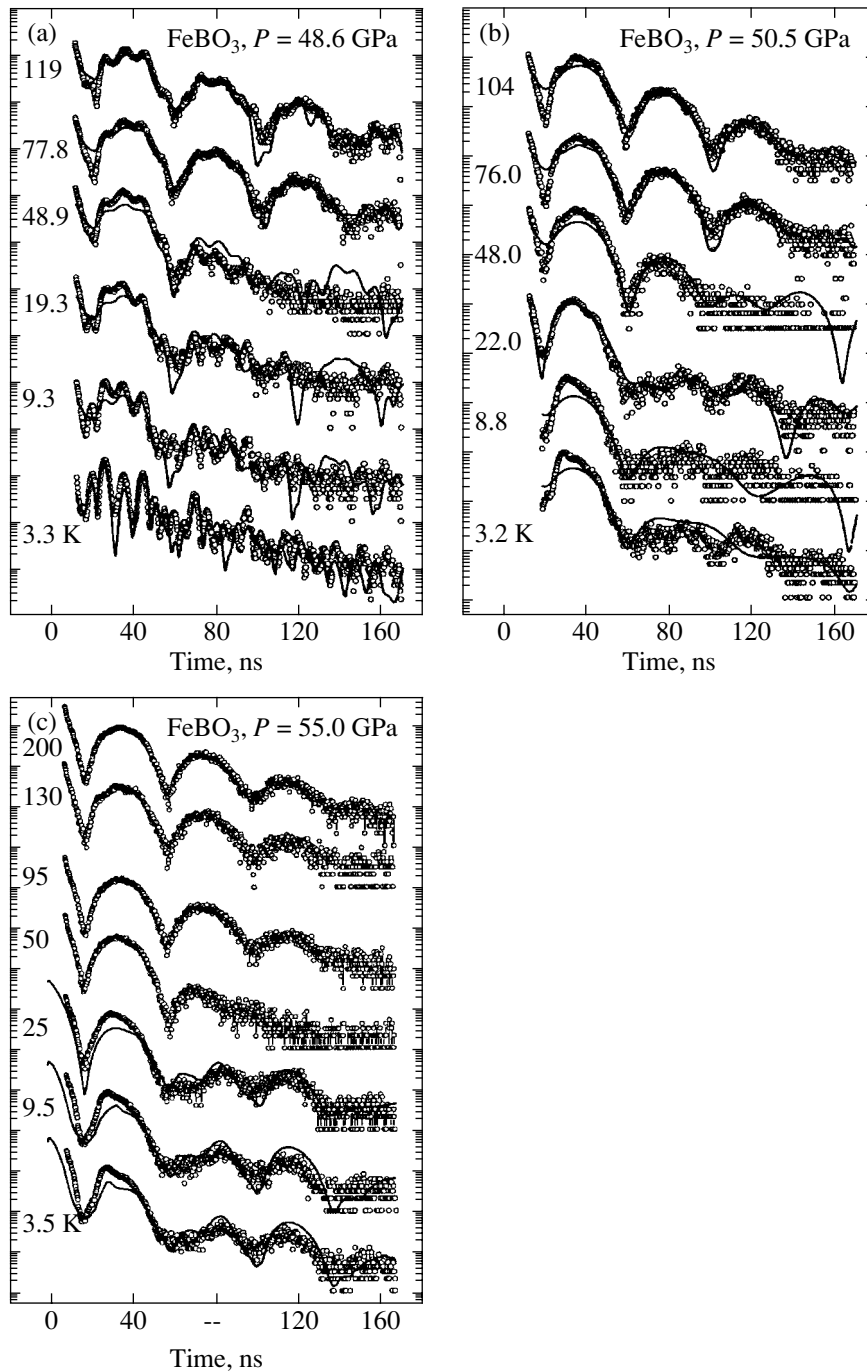 (a)
FeBO₃, P = 48.6 GPa
119
77.8
48.9
19.3
9.3
3.3 K
0 40 80 120 160
Time, ns
(b)
FeBO₃, P = 50.5 GPa
104
76.0
48.0
22.0
8.8
3.2 K
0 40 80 120 160
Time, ns
(c)
FeBO₃, P = 55.0 GPa
200
130
95
50
25
9.5
3.5 K
0 40 -- 120 160
Time, ns